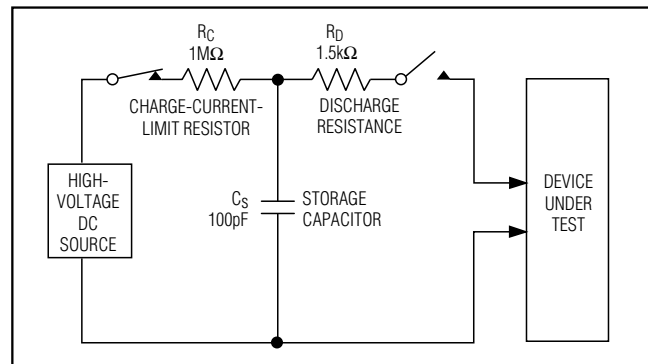 RC
1MΩ
CHARGE-CURRENT-
LIMIT RESISTOR
RD
1.5kΩ
DISCHARGE
RESISTANCE
HIGH-
VOLTAGE
DC
SOURCE
CS
100pF
STORAGE
CAPACITOR
DEVICE
UNDER
TEST